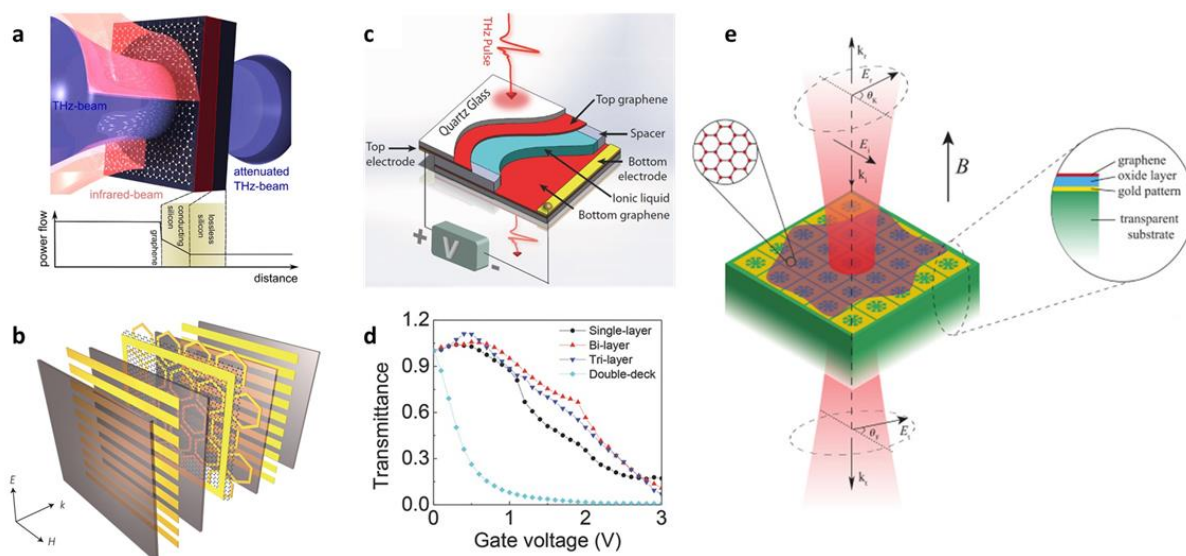 a
THz-beam
infrared-beam
attenuated
THz-beam
power flow
graphene
conducting
silicon
lossless
silicon
distance
b
E
k
H
c
THz Pulse
Quartz Glass
Top graphene
Spacer
Top
electrode
Bottom
electrode
Ionic liquid
Bottom graphene
+
V
-
d
Transmittance
1.2
0.9
0.6
0.3
0.0
0
1
2
3
Gate voltage (V)
Single-layer
Bi-layer
Tri-layer
Double-deck
e
E
θ
E
k
B
graphene
oxide layer
gold pattern
transparent
substrate
θ
E
k